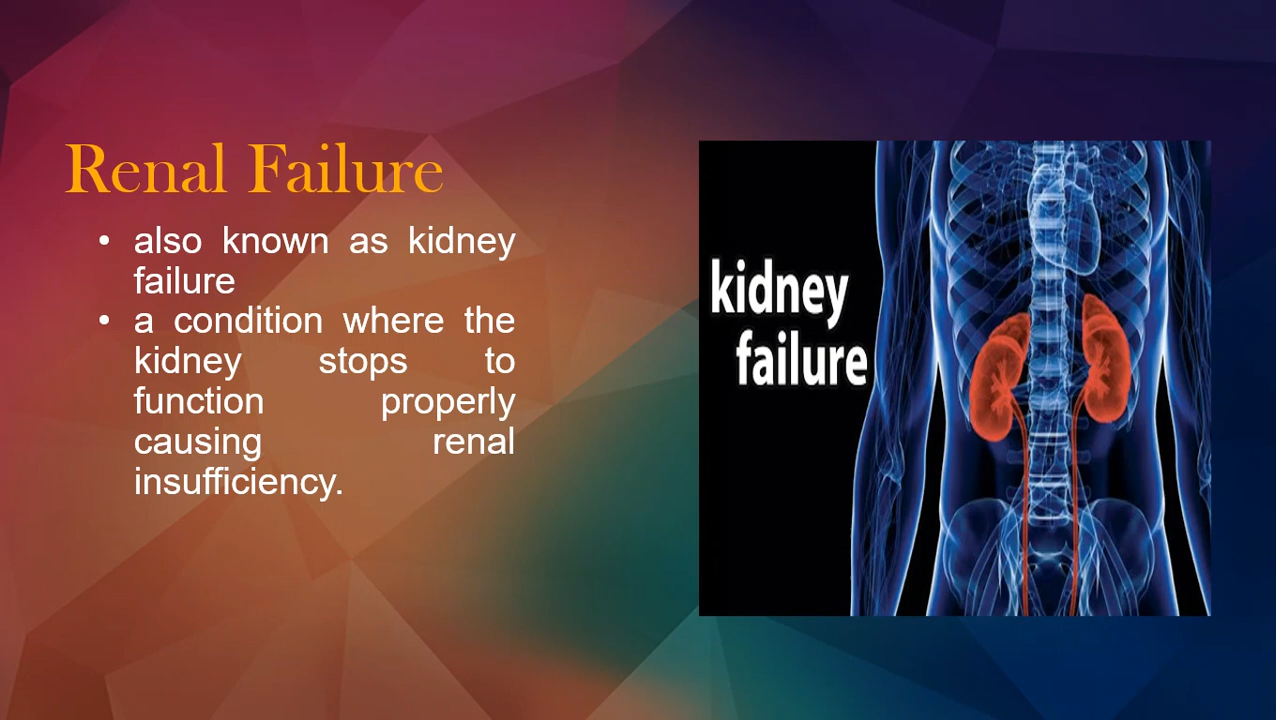 Renal Failure
• also known as kidney
failure
• a condition where the
kidney stops to
function properly
causing renal
insufficiency.
kidney
failure